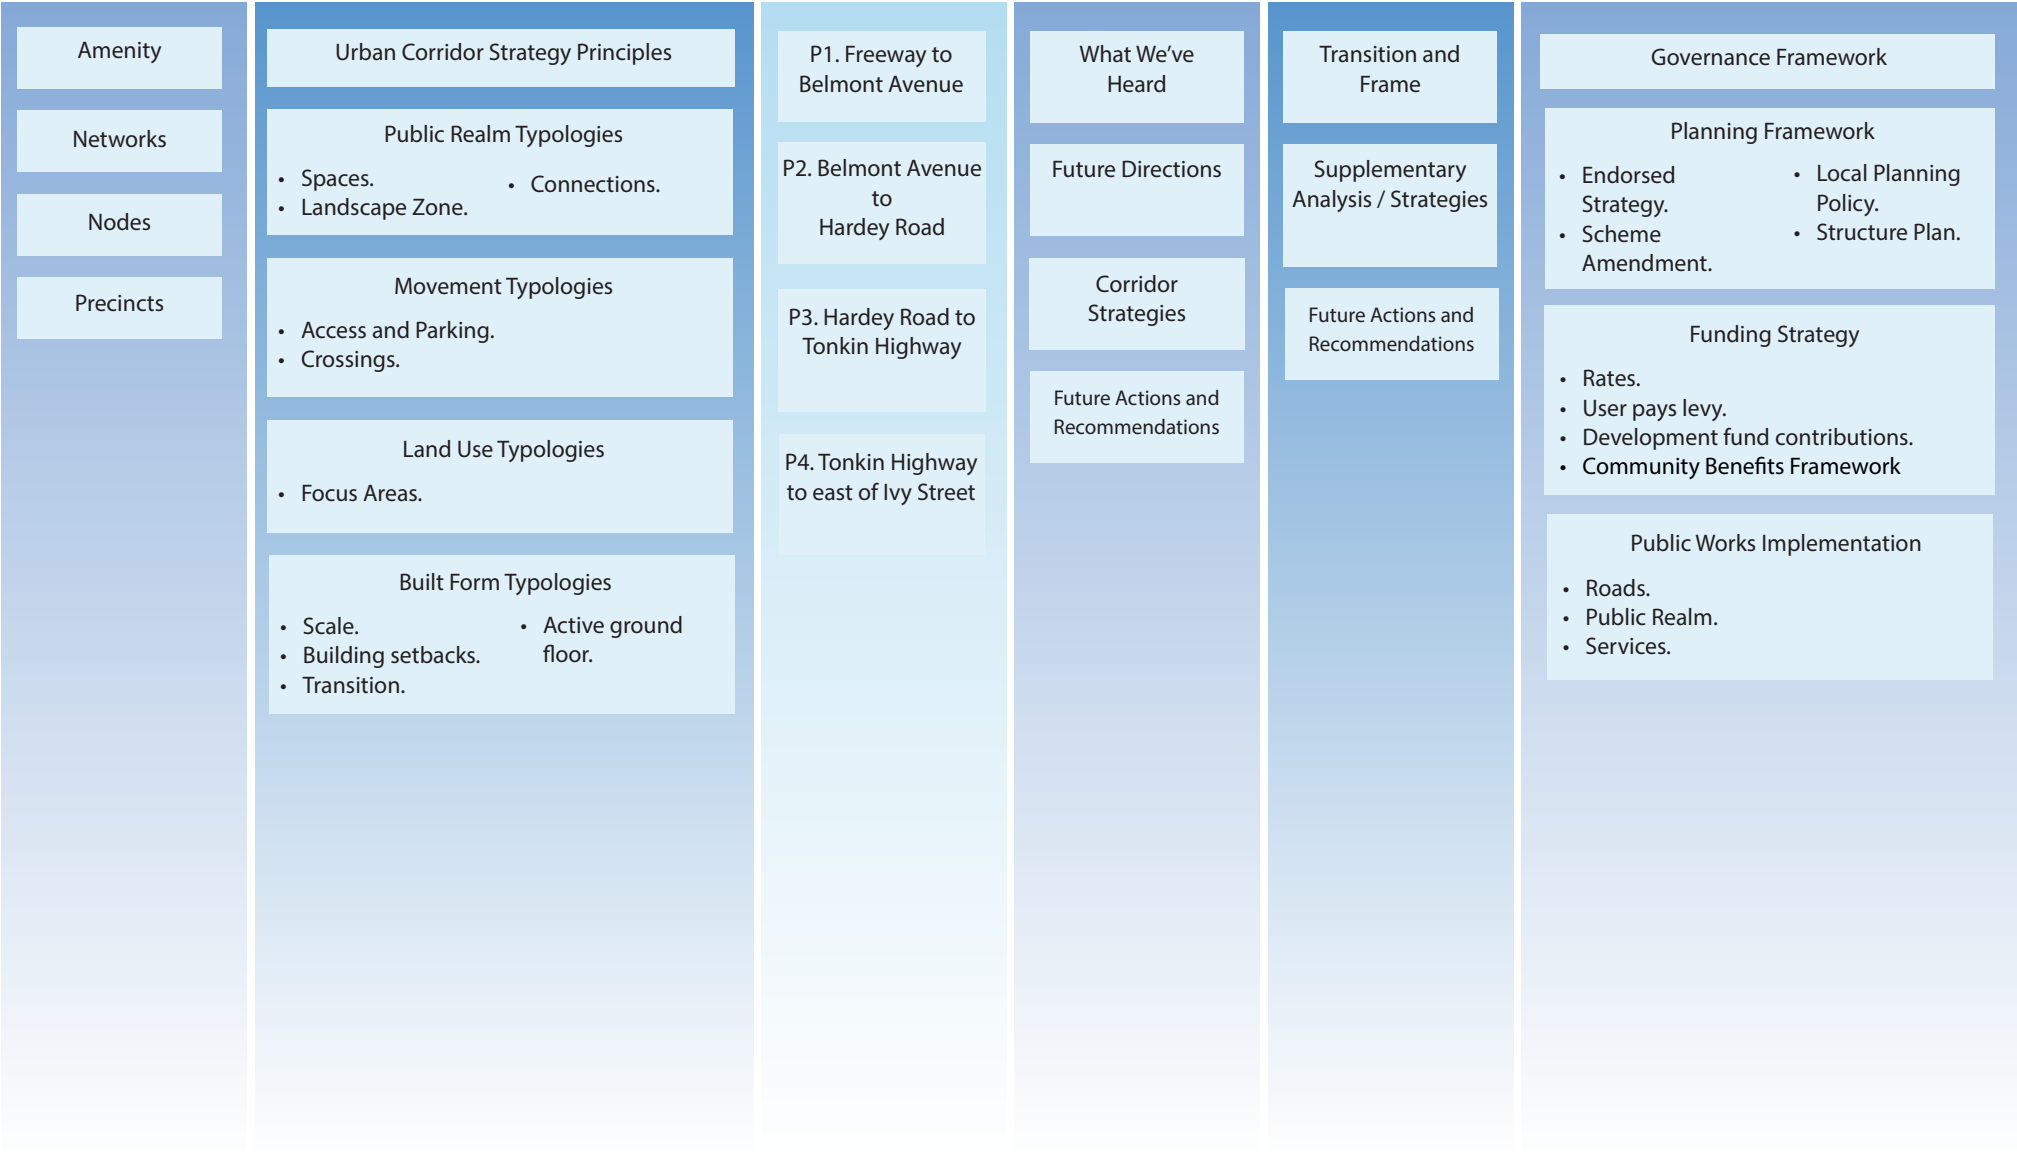 Amenity
Networks
Nodes
Precincts
Urban Corridor Strategy Principles
Public Realm Typologies
• Spaces.
• Landscape Zone.
• Connections.
Movement Typologies
• Access and Parking.
• Crossings.
Land Use Typologies
• Focus Areas.
Built Form Typologies
• Scale.
• Building setbacks.
• Transition.
• Active ground
floor.
P1. Freeway to
Belmont Avenue
P2. Belmont Avenue
to
Hardey Road
P3. Hardey Road to
Tonkin Highway
P4. Tonkin Highway
to east of Ivy Street
What We’ve
Heard
Future Directions
Corridor
Strategies
Future Actions and
Recommendations
Transition and
Frame
Supplementary
Analysis / Strategies
Future Actions and
Recommendations
Governance Framework
Planning Framework
• Endorsed
Strategy.
• Scheme
Amendment.
• Local Planning
Policy.
• Structure Plan.
Funding Strategy
• Rates.
• User pays levy.
• Development fund contributions.
• Community Benefits Framework
Public Works Implementation
• Roads.
• Public Realm.
• Services.